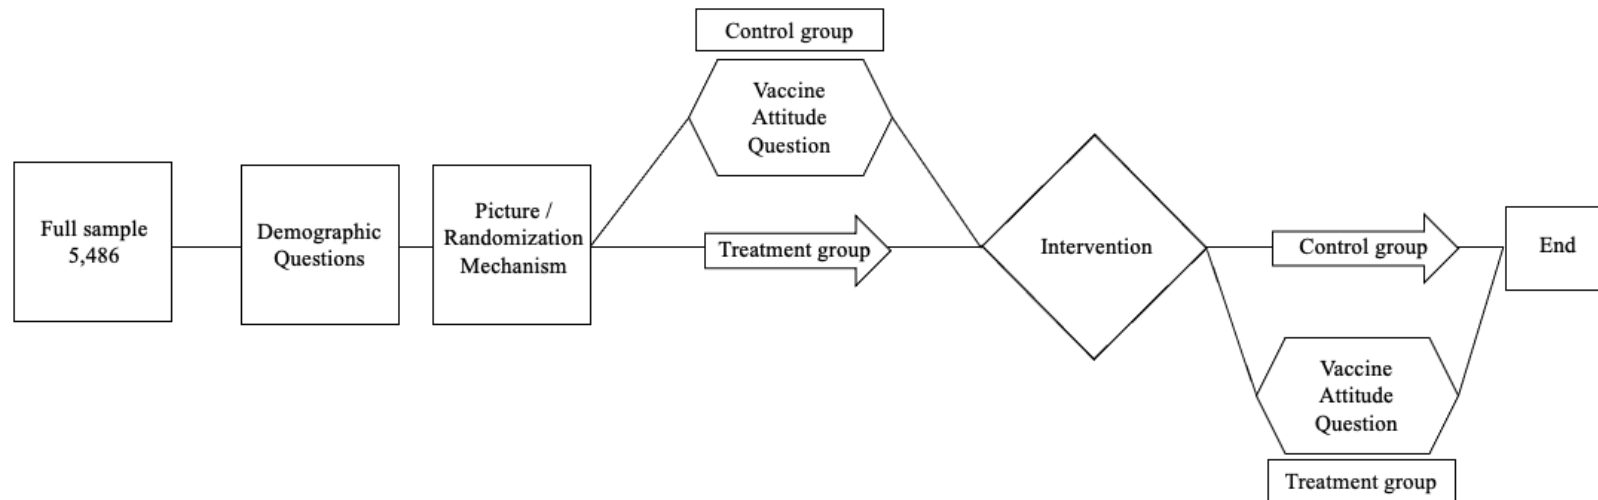 Control group
Vaccine
Attitude
Question
Full sample
5,486
Demographic
Questions
Picture /
Randomization
Mechanism
Treatment group
Intervention
Control group
End
Vaccine
Attitude
Question
Treatment group